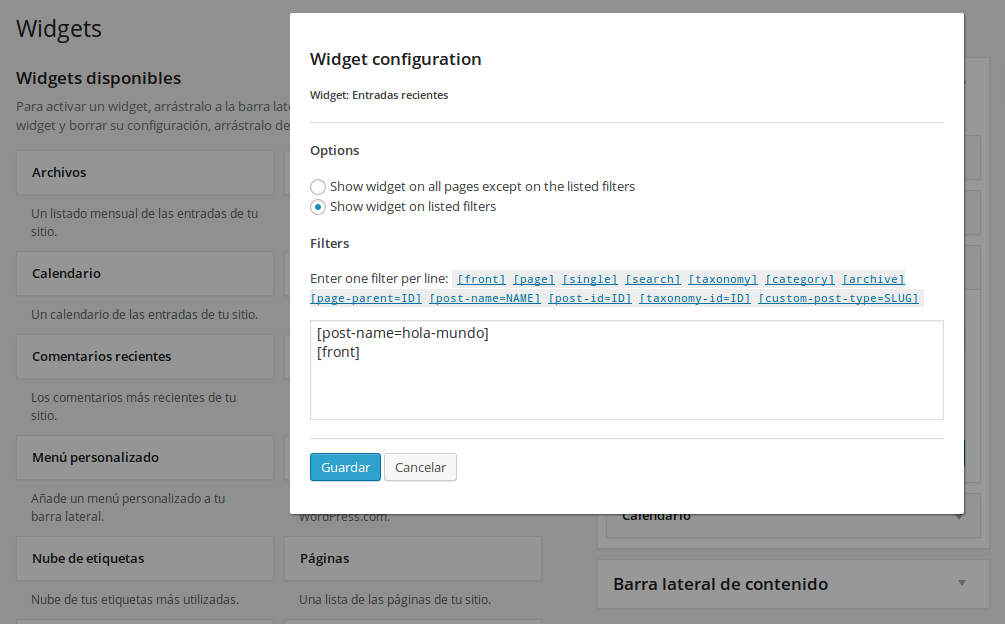 Widgets
Widgets disponibles
Para activar un widget, arrástralo a la barra late
widget y borrar su configuración, arrástralo de
Archivos
Un listado mensual de las entradas de tu
sitio.
Calendario
Un calendario de las entradas de tu sitio.
Comentarios recientes
Los comentarios más recientes de tu
sitio.
Menú personalizado
Añade un menú personalizado a tu
barra lateral.
Nube de etiquetas
Nube de tus etiquetas más utilizadas.
Widget configuration
Widget: Entradas recientes
Options
Show widget on all pages except on the listed filters
Show widget on listed filters
Filters
Enter one filter per line: [front] [page] [single] [search] [taxonomy] [category] [archive]
[page-parent=ID] [post-name=NAME] [post-id=ID] [taxonomy-id=ID] [custom-post-type=SLUG]
[post-name=hola-mundo]
[front]
Guardar Cancelar
WordPress.com.
Páginas
Una lista de las páginas de tu sitio.
Calendario
Barra lateral de contenido